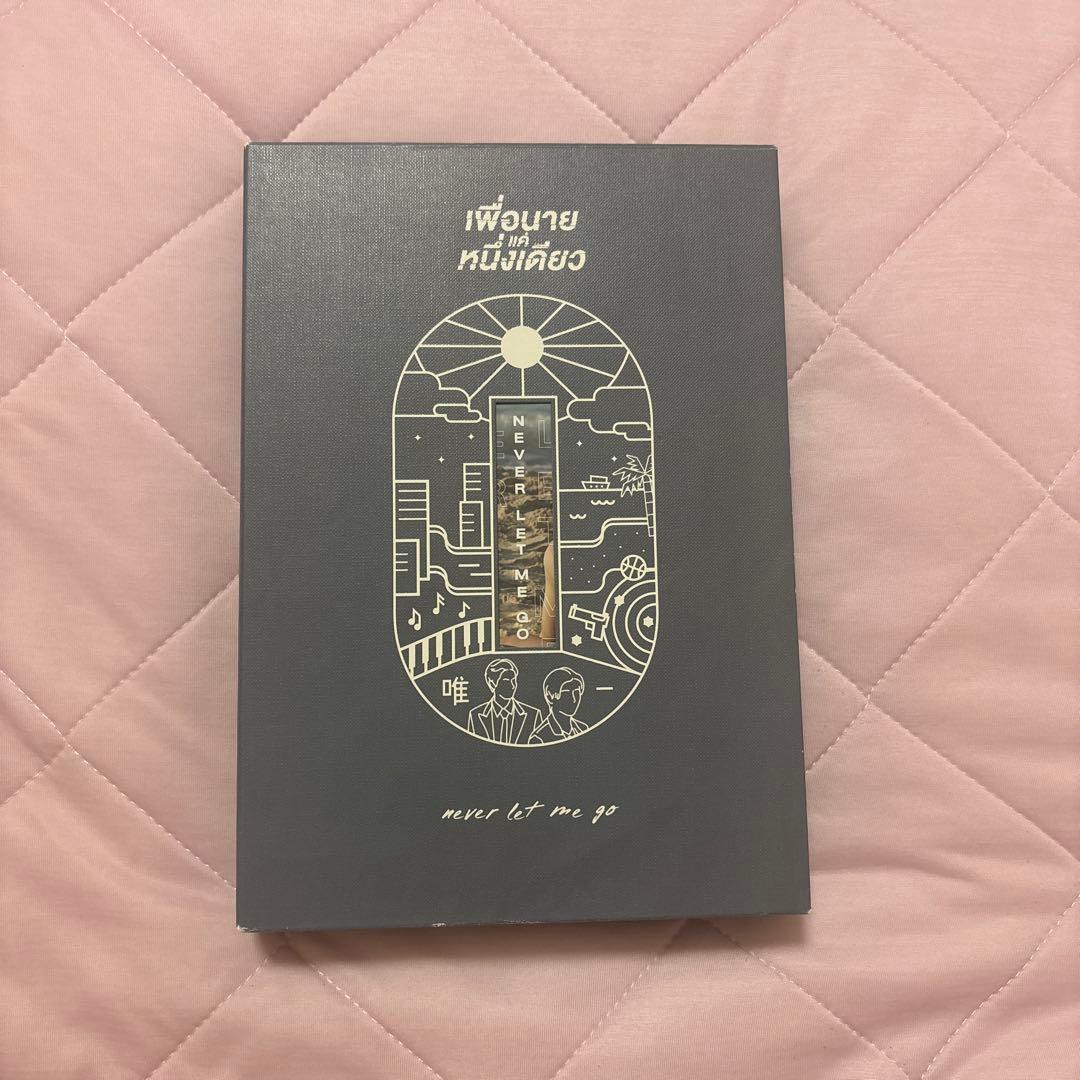 เพื่อนาย
แค่
หนึ่งเดียว
NEVER LET ME GO
唯 一
never let me go